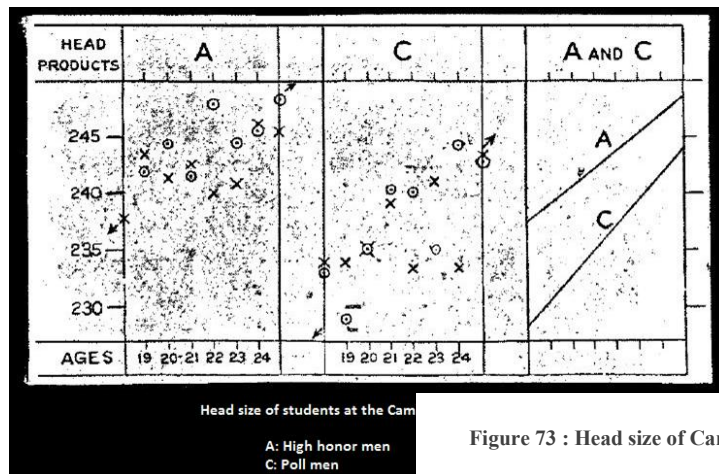 HEAD PRODUCTS A C A AND C
245
240
235
230
A
C
AGES 19 20 21 22 23 24 19 20 21 22 23 24
Head size of students at the Cam
A: High honor men
C: Poll men
Figure 73 : Head size of Car